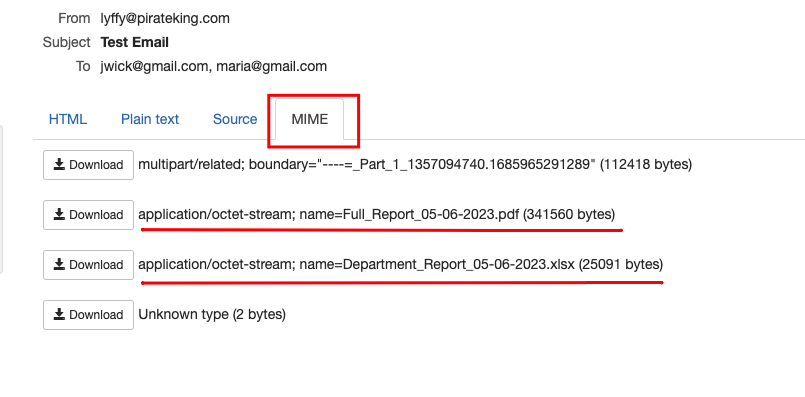 From lyffy@pirateking.com
Subject Test Email
To jwick@gmail.com, maria@gmail.com
HTML Plain text Source MIME
Download multipart/related; boundary="----=_Part_1_1357094740.1685965291289" (112418 bytes)
Download application/octet-stream; name=Full_Report_05-06-2023.pdf (341560 bytes)
Download application/octet-stream; name=Department_Report_05-06-2023.xlsx (25091 bytes)
Download Unknown type (2 bytes)